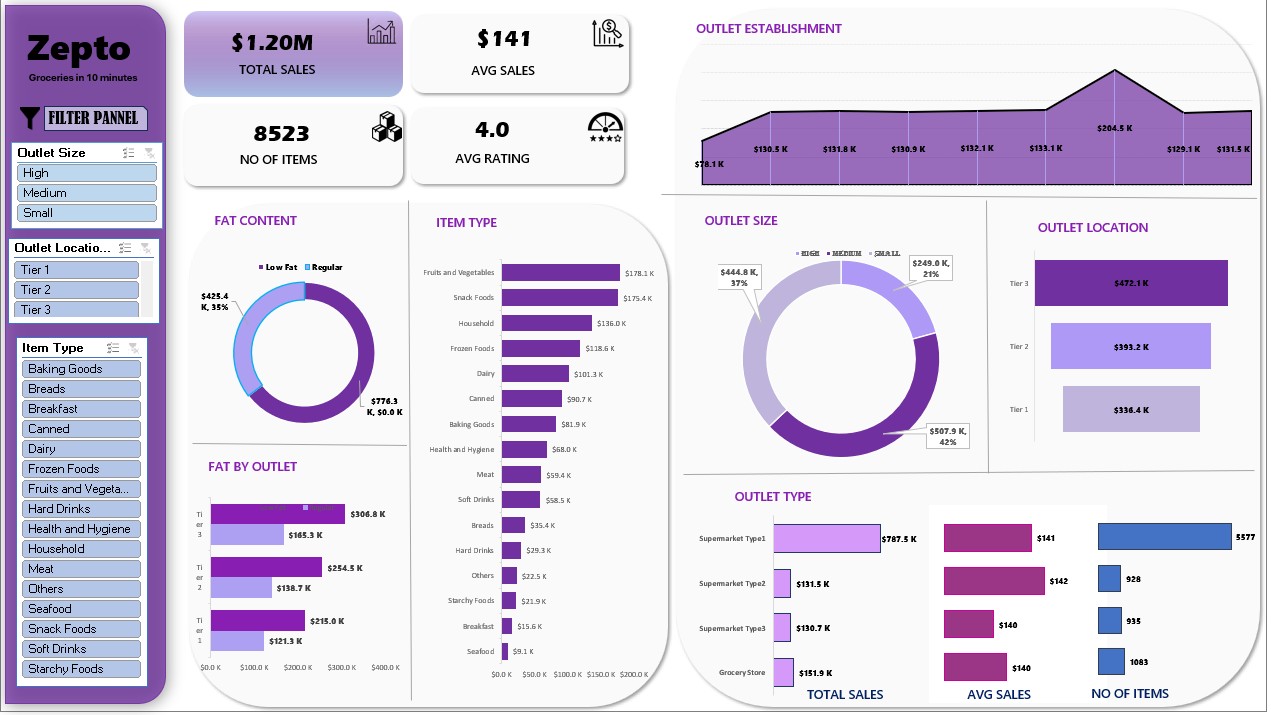 Zepto
Groceries in 10 minutes
FILTER PANNEL
Outlet Size
High
Medium
Small
Outlet Locatio...
Tier 1
Tier 2
Tier 3
Item Type
Baking Goods
Breads
Breakfast
Canned
Dairy
Frozen Foods
Fruits and Vegeta...
Hard Drinks
Health and Hygiene
Household
Meat
Others
Seafood
Snack Foods
Soft Drinks
Starchy Foods
$1.20M
TOTAL SALES
$141
AVG SALES
8523
NO OF ITEMS
4.0
AVG RATING
OUTLET ESTABLISHMENT
$78.1 K
$130.5 K
$131.8 K
$130.9 K
$132.1 K
$133.1 K
$204.5 K
$129.1 K
$131.5 K
FAT CONTENT
Low Fat
Regular
$425.4
K, 35%
$776.3
K, $0.0 K
FAT BY OUTLET
Ti
er
3
$306.8 K
$165.3 K
Ti
er
2
$254.5 K
$138.7 K
Ti
er
1
$215.0 K
$121.3 K
$0.0 K
$100.0 K
$200.0 K
$300.0 K
$400.0 K
ITEM TYPE
Fruits and Vegetables
$178.1 K
Snack Foods
$175.4 K
Household
$136.0 K
Frozen Foods
$118.6 K
Dairy
$101.3 K
Canned
$90.7 K
Baking Goods
$81.9 K
Health and Hygiene
$68.0 K
Meat
$59.4 K
Soft Drinks
$58.5 K
Breads
$35.4 K
Hard Drinks
$29.3 K
Others
$22.5 K
Starchy Foods
$21.9 K
Breakfast
$15.6 K
Seafood
$9.1 K
$0.0 K
$50.0 K
$100.0 K
$150.0 K
$200.0 K
OUTLET SIZE
HIGH
MEDIUM
SMALL
$444.8 K,
37%
$249.0 K,
21%
$507.9 K,
42%
OUTLET LOCATION
Tier 3
$472.1 K
Tier 2
$393.2 K
Tier 1
$336.4 K
OUTLET TYPE
Supermarket Type1
$787.5 K
$141
5577
Supermarket Type2
$131.5 K
$142
928
Supermarket Type3
$130.7 K
$140
935
Grocery Store
$151.9 K
$140
1083
TOTAL SALES
AVG SALES
NO OF ITEMS